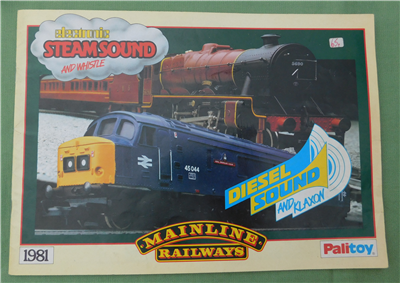 electronic
STEAM SOUND
AND WHISTLE
45 044
DIESEL
SOUND
AND KLAXON
MAINLINE
RAILWAYS
1981
Palitoy